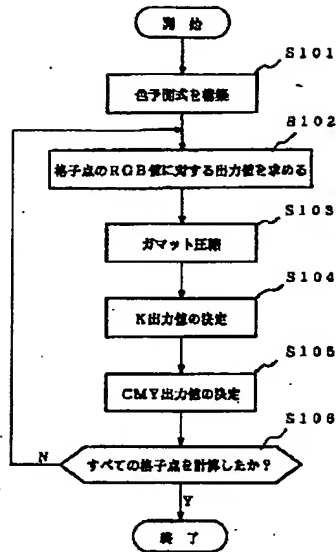 開 始
S101
色予測式を構築
S102
格子点のRGB値に対する出力値を求める
S103
ガマット圧縮
S104
K出力値の決定
S105
CMY出力値の決定
S106
すべての格子点を計算したか?
N
Y
終 了